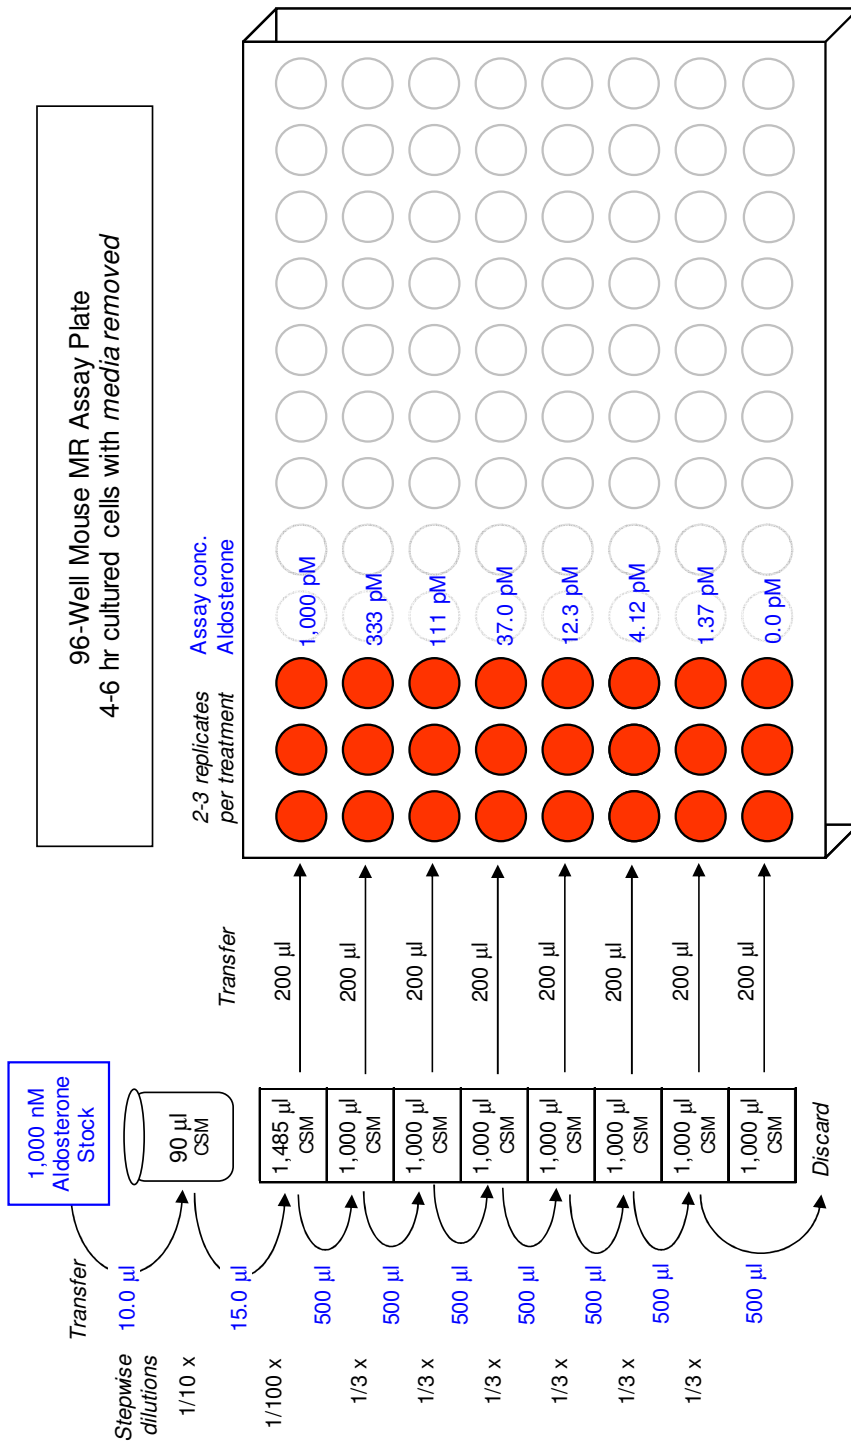 96-Well Mouse MR Assay Plate
4-6 hr cultured cells with media removed
1,000 nM
Aldosterone
Stock
Transfer
10.0 µl
90 µl
CSM
15.0 µl
Stepwise
dilutions
1/10 x
1/100 x
1/3 x
1/3 x
1/3 x
1/3 x
1/3 x
1/3 x
500 µl
500 µl
500 µl
500 µl
500 µl
500 µl
500 µl
1,485 µl
CSM
1,000 µl
CSM
1,000 µl
CSM
1,000 µl
CSM
1,000 µl
CSM
1,000 µl
CSM
1,000 µl
CSM
1,000 µl
CSM
Discard
Transfer
200 µl
200 µl
200 µl
200 µl
200 µl
200 µl
200 µl
200 µl
2-3 replicates
per treatment
Assay conc.
Aldosterone
1,000 pM
333 pM
111 pM
37.0 pM
12.3 pM
4.12 pM
1.37 pM
0.0 pM